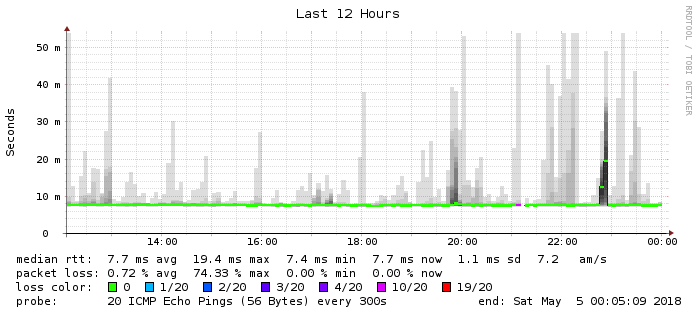 Last 12 Hours
RRDTOOL / TOBI OETIKER
Seconds
50 m
40 m
30 m
20 m
10 m
0
14:00 16:00 18:00 20:00 22:00 00:00
median rtt: 7.7 ms avg 19.4 ms max 7.4 ms min 7.7 ms now 1.1 ms sd 7.2 am/s
packet loss: 0.72 % avg 74.33 % max 0.00 % min 0.00 % now
loss color: 0 1/20 2/20 3/20 4/20 10/20 19/20
probe: 20 ICMP Echo Pings (56 Bytes) every 300s end: Sat May 5 00:05:09 2018